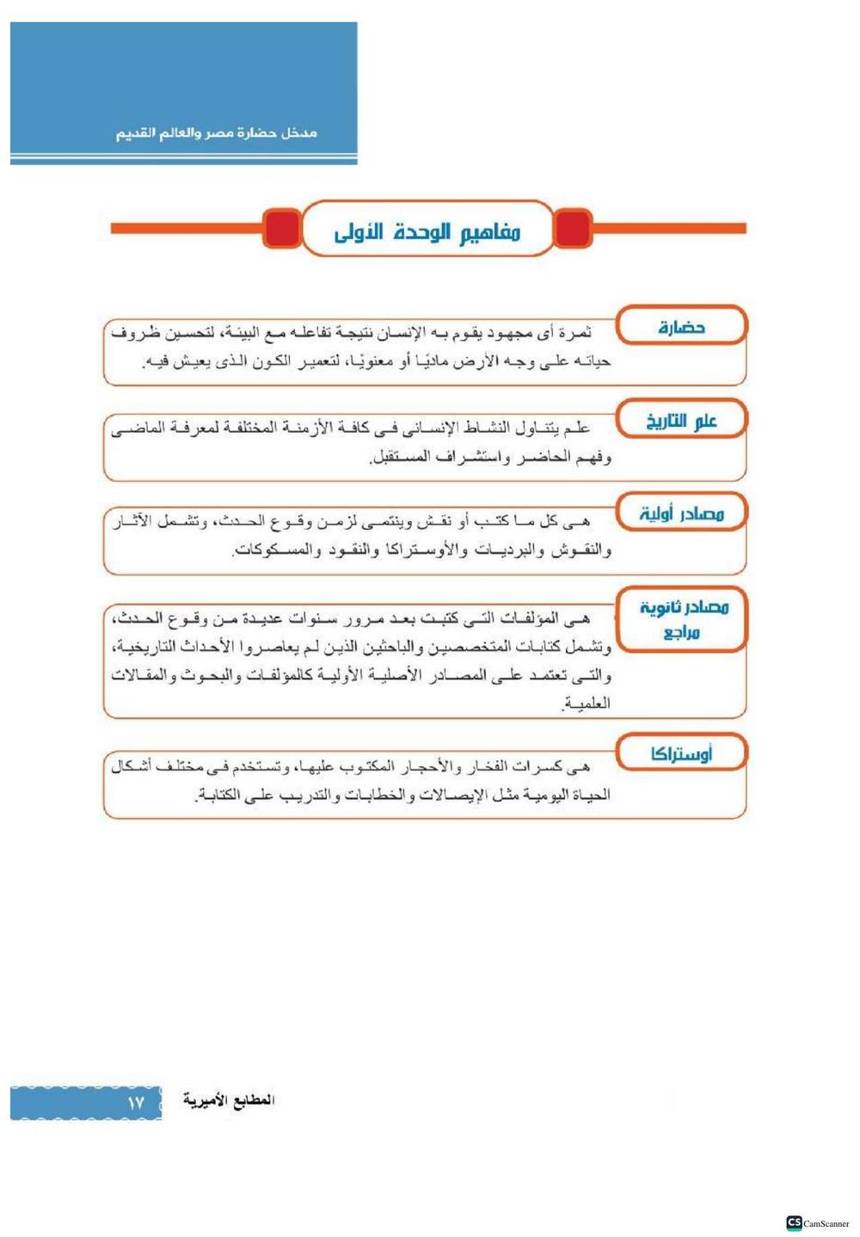 مدخل حضارة مصر والعالم القديم
مفاهيم الوحدة الأولى
حضارة
ثمرة أى مجهود يقوم به الإنسان نتيجة تفاعله مع البيئة، لتحسين ظروف
حياته على وجه الأرض ماديًا أو معنويًا، لتعمير الكون الذى يعيش فيه.
علم التاريخ
علم يتناول النشاط الإنسانى فى كافة الأزمنة المختلفة لمعرفة الماضى
وفهم الحاضر واستشراف المستقبل.
مصادر أولية
هى كل ما كتب أو نقش وينتمى لزمن وقوع الحدث، وتشمل الآثار
والنقوش والبرديات والأوستراكا والنقود والمسكوكات.
مصادر ثانوية
مراجع
هى المؤلفات التى كتبت بعد مرور سنوات عديدة من وقوع الحدث،
وتشمل كتابات المتخصصين والباحثين الذين لم يعاصروا الأحداث التاريخية،
والتى تعتمد على المصادر الأصلية الأولية كالمؤلفات والبحوث والمقالات
العلمية.
أوستراكا
هى كسرات الفخار والأحجار المكتوب عليها، وتستخدم فى مختلف أشكال
الحياة اليومية مثل الإيصالات والخطابات والتدريب على الكتابة.
المطابع الأميرية
١٧
CS CamScanner